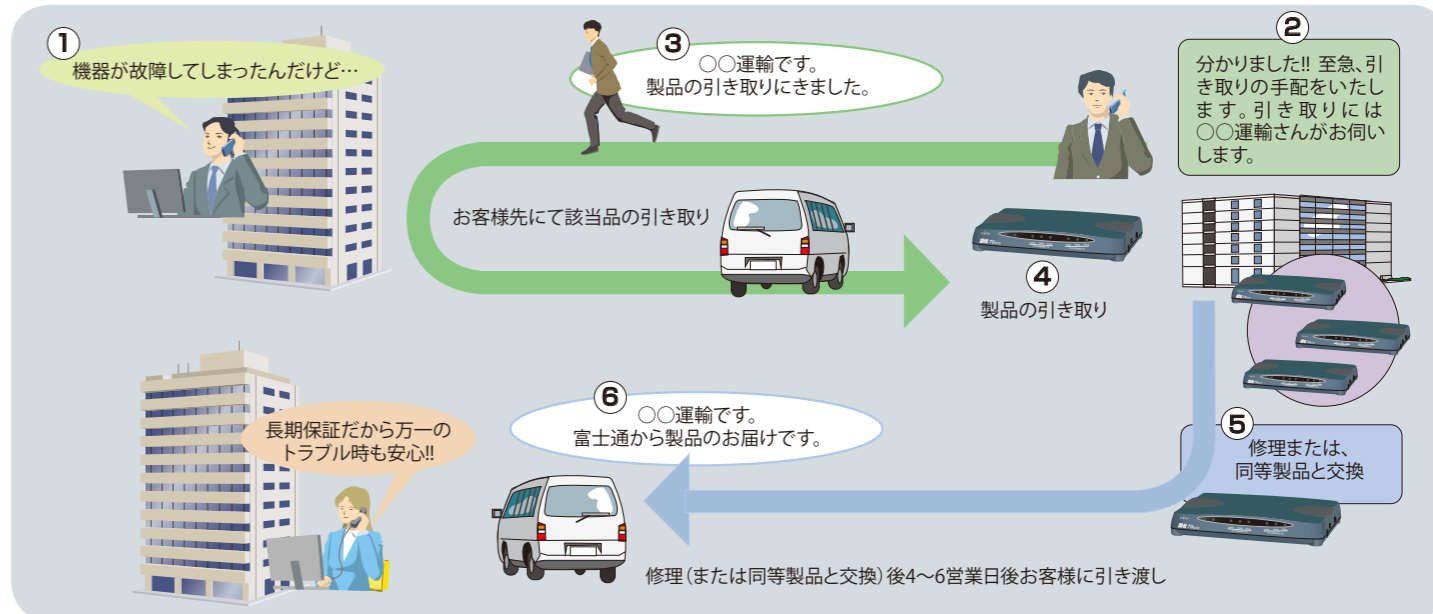 ①
機器が故障してしまったんだけど…
③
○○運輸です。
製品の引き取りにきました。
②
分かりました!! 至急、引
き取りの手配をいたし
ます。引き取りには
○○運輸さんがお伺い
します。
お客様先にて該当品の引き取り
④
製品の引き取り
⑤
修理または、
同等製品と交換
⑥
○○運輸です。
富士通から製品のお届けです。
長期保証だから万一の
トラブル時も安心!!
修理(または同等製品と交換)後4〜6営業日後お客様に引き渡し